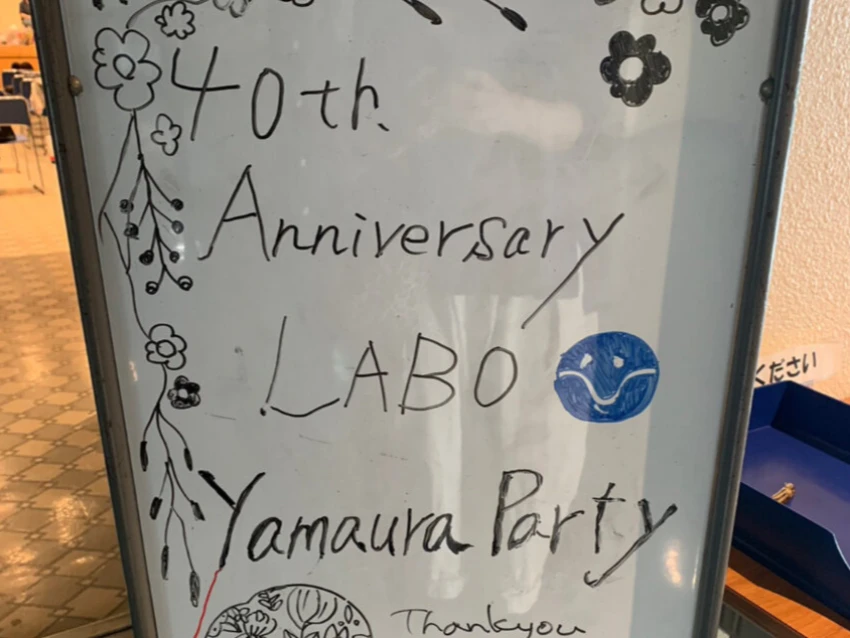 40th
Anniversary
LABO
Yamaura Party
Thankyou
ください